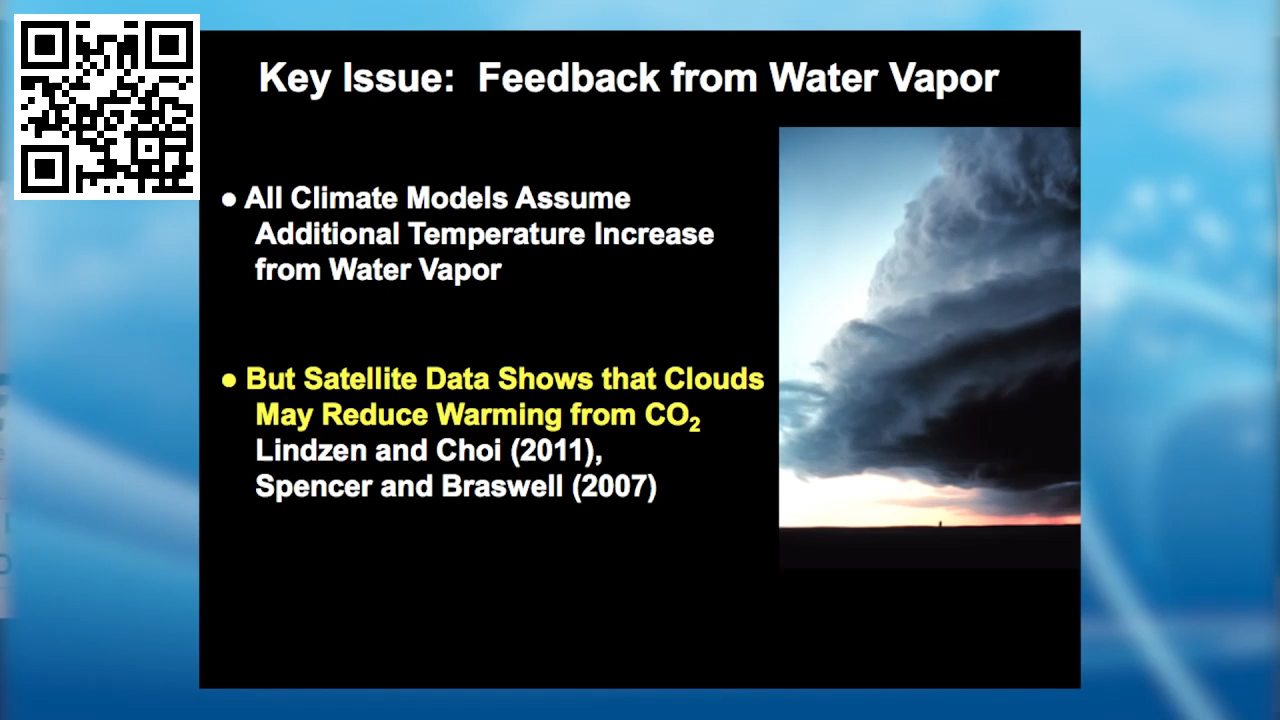 Key Issue: Feedback from Water Vapor
● All Climate Models Assume
Additional Temperature Increase
from Water Vapor
● But Satellite Data Shows that Clouds
May Reduce Warming from CO₂
Lindzen and Choi (2011),
Spencer and Braswell (2007)